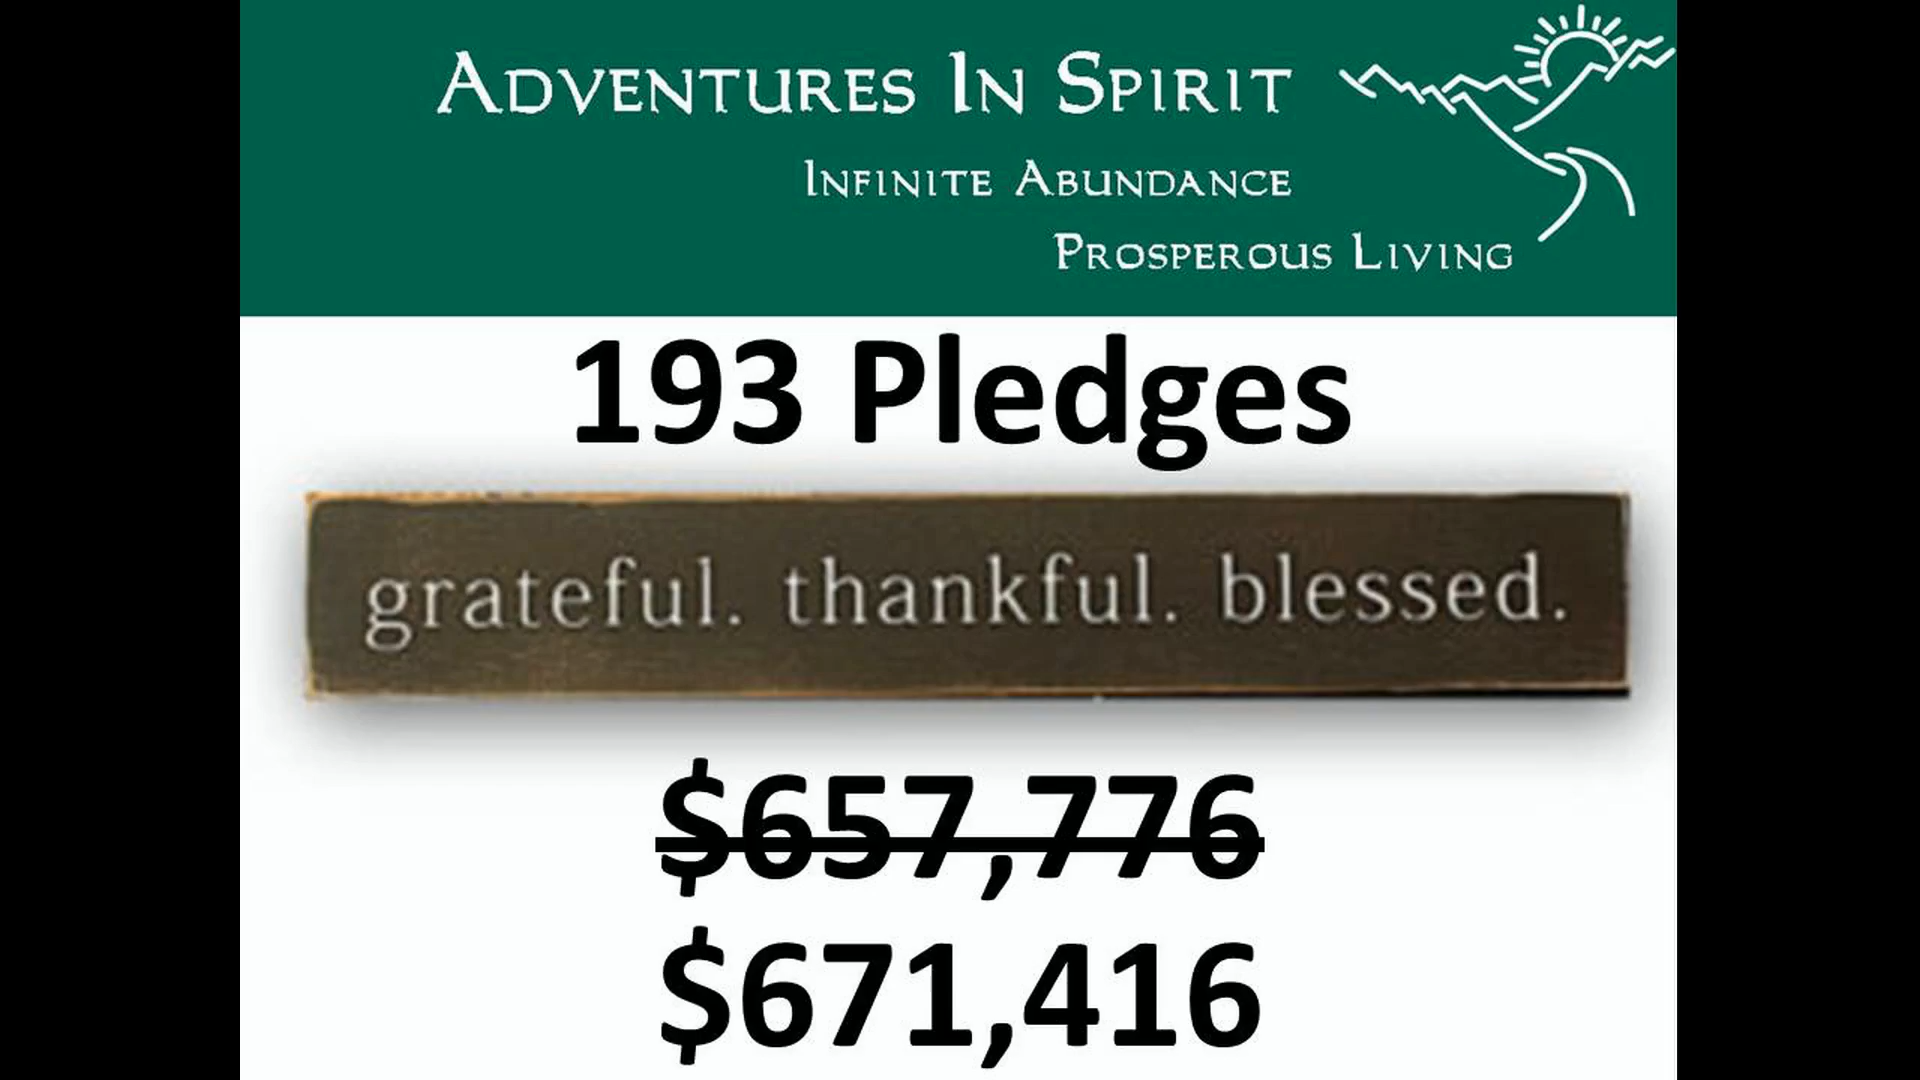 ADVENTURES IN SPIRIT
INFINITE ABUNDANCE
PROSPEROUS LIVING
193 Pledges
grateful. thankful. blessed.
$657,776
$671,416